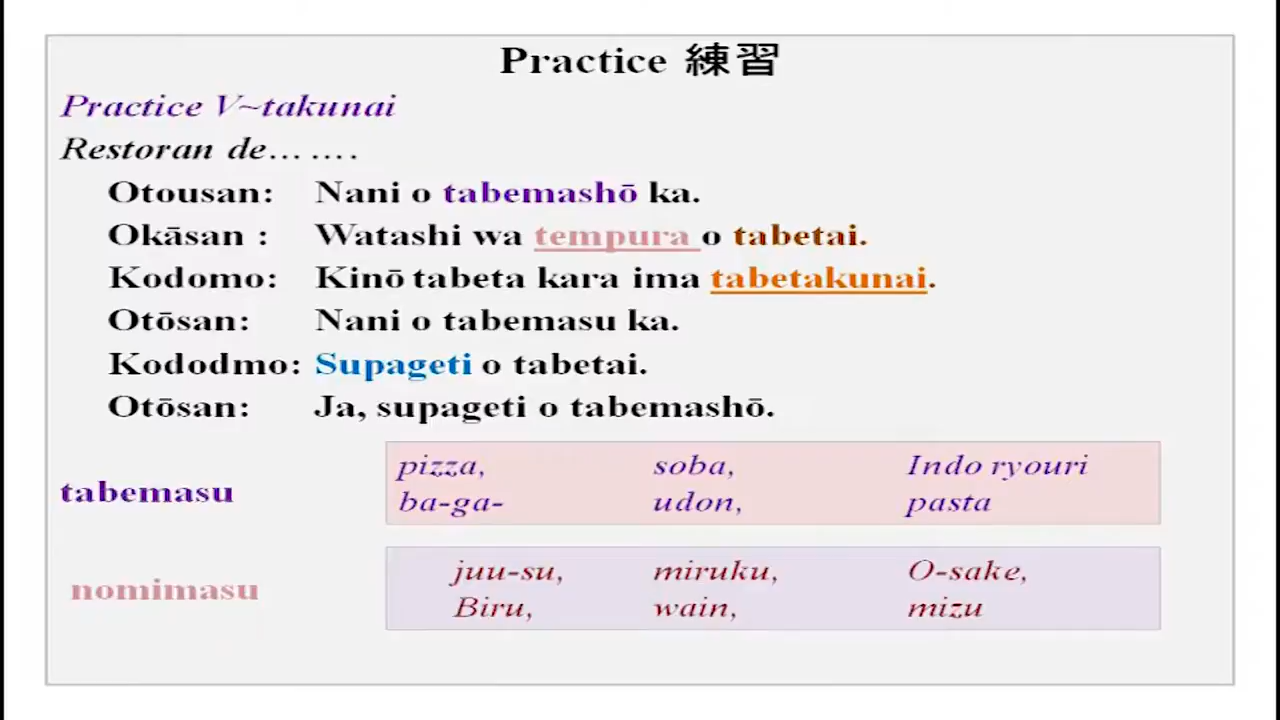 Practice 練習
Practice V~takunai
Restoran de... ....
Otousan: Nani o tabemashō ka.
Okāsan : Watashi wa tempura o tabetai.
Kodomo: Kinō tabeta kara ima tabetakunai.
Otōsan: Nani o tabemasu ka.
Kododmo: Supageti o tabetai.
Otōsan: Ja, supageti o tabemashō.
tabemasu
pizza, soba, Indo ryouri
ba-ga- udon, pasta
nomimasu
juu-su, miruku, O-sake,
Biru, wain, mizu